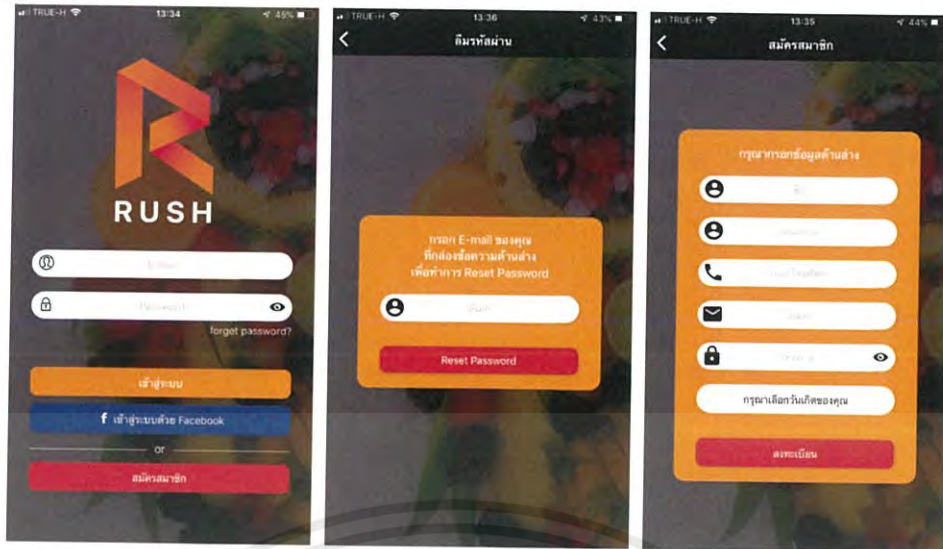 TRUE-H 13:34 45%
RUSH
Password
forget password?
เข้าสู่ระบบ
f เข้าสู่ระบบด้วย Facebook
or
สมัครสมาชิก
TRUE-H 13:36 43%
ลืมรหัสผ่าน
กรอก E-mail ของคุณ
ที่กล่องข้อความด้านล่าง
เพื่อทำการ Reset Password
Reset Password
TRUE-H 13:35 44%
สมัครสมาชิก
กรุณากรอกข้อมูลด้านล่าง
กรุณาเลือกวันเกิดของคุณ
ลงทะเบียน